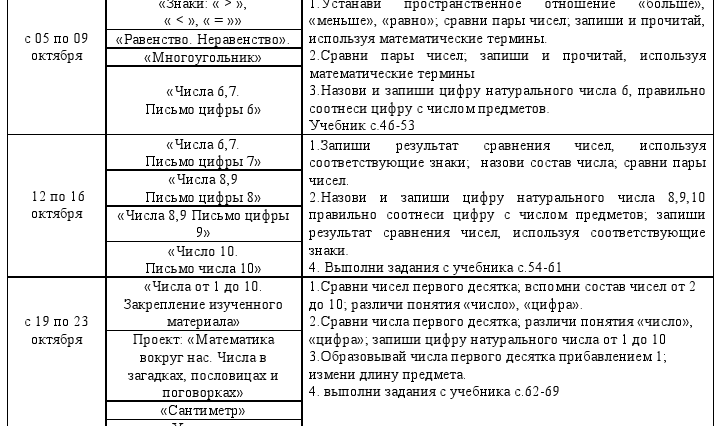 «Знаки: « > »,
« < », « = »»
«Равенство. Неравенство».
«Многоугольник»
«Числа 6,7.
Письмо цифры 6»
с 05 по 09
октября
1.Установи пространственное отношение «больше»,
«меньше», «равно»; сравни пары чисел; запиши и прочитай,
используя математические термины.
2.Сравни пары чисел; запиши и прочитай, используя
математические термины
3.Назови и запиши цифру натурального числа 6, правильно
соотнеси цифру с числом предметов.
Учебник с.46-53
12 по 16
октября
«Числа 6,7.
Письмо цифры 7»
«Числа 8,9
Письмо цифры 8»
«Числа 8,9 Письмо цифры
9»
«Число 10.
Письмо числа 10»
1.Запиши результат сравнения чисел, используя
соответствующие знаки; назови состав числа; сравни пары
чисел.
2.Назови и запиши цифру натурального числа 8,9,10
правильно соотнеси цифру с числом предметов; запиши
результат сравнения чисел, используя соответствующие
знаки.
4. Выполни задания с учебника с.54-61
с 19 по 23
октября
«Числа от 1 до 10.
Закрепление изученного
материала»
Проект: «Математика
вокруг нас. Числа в
загадках, пословицах и
поговорках»
«Сантиметр»
1.Сравни чисел первого десятка; вспомни состав чисел от 2
до 10; различи понятия «число», «цифра».
2.Сравни числа первого десятка; различи понятия «число»,
«цифра»; запиши цифру натурального числа от 1 до 10
3.Образовывай числа первого десятка прибавлением 1;
измени длину предмета.
4. выполни задания с учебника с.62-69